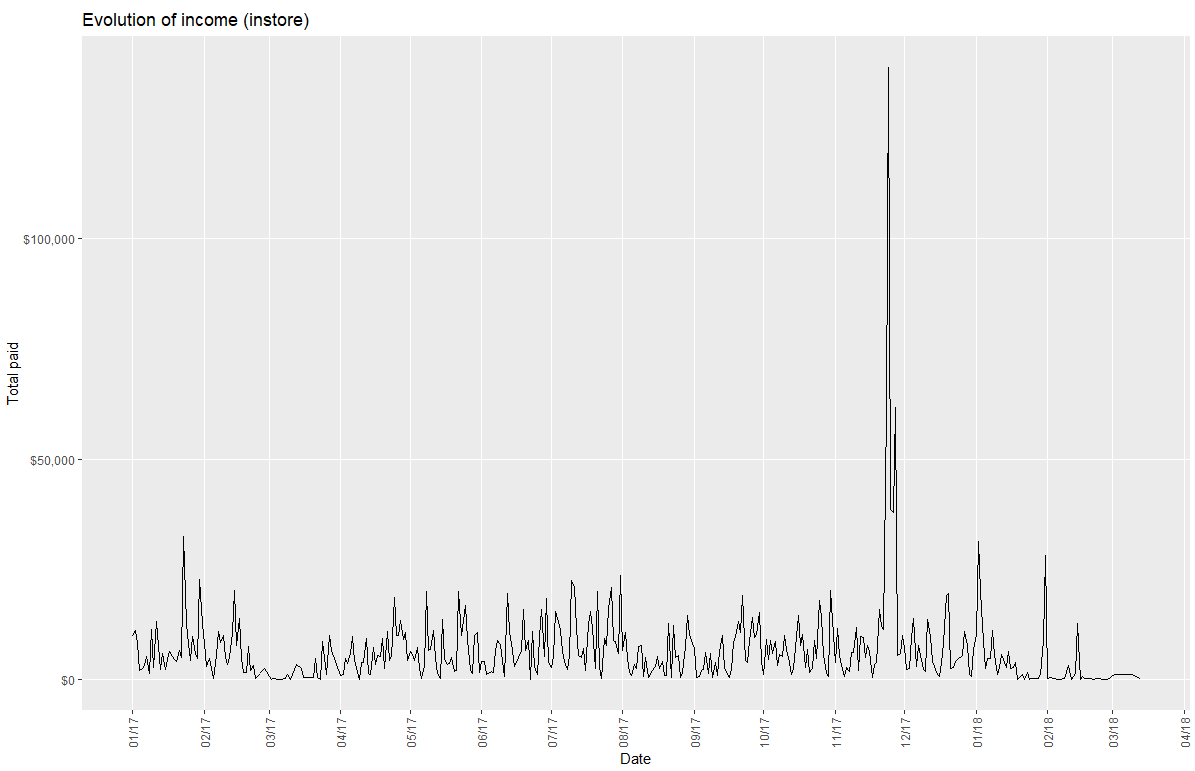 Evolution of income (instore)
Total paid
$100,000
$50,000
$0
01/17 02/17 03/17 04/17 05/17 06/17 07/17 08/17 09/17 10/17 11/17 12/17 01/18 02/18 03/18 04/18
Date